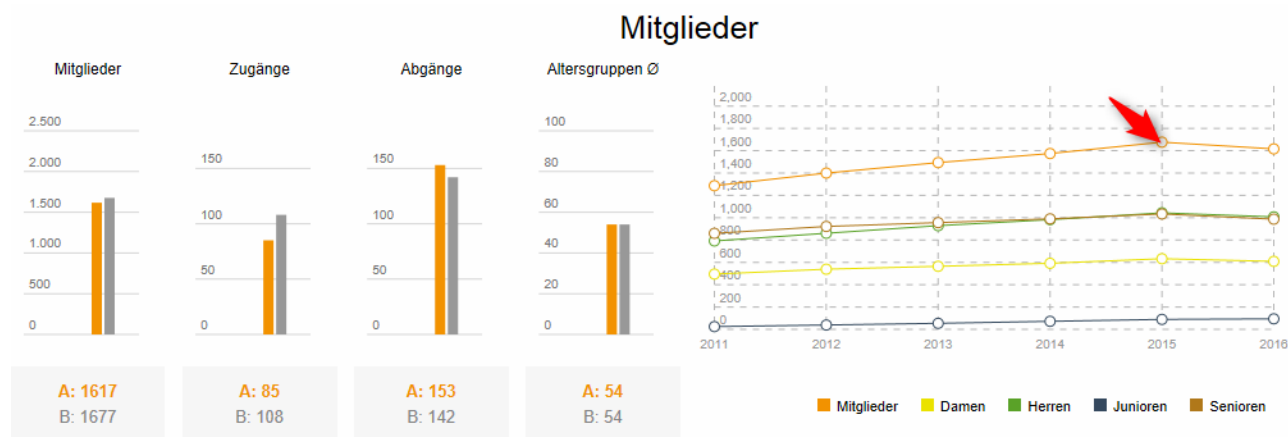 Mitglieder
Mitglieder
2.500
2.000
1.500
1.000
500
0
A: 1617
B: 1677
Zugänge
150
100
50
0
A: 85
B: 108
Abgänge
150
100
50
0
A: 153
B: 142
Altersgruppen Ø
100
80
60
40
20
0
A: 54
B: 54
2,000
1,800
1,600
1,400
1,200
1,000
800
600
400
200
0
2011 2012 2013 2014 2015 2016
Mitglieder Damen Herren Junioren Senioren